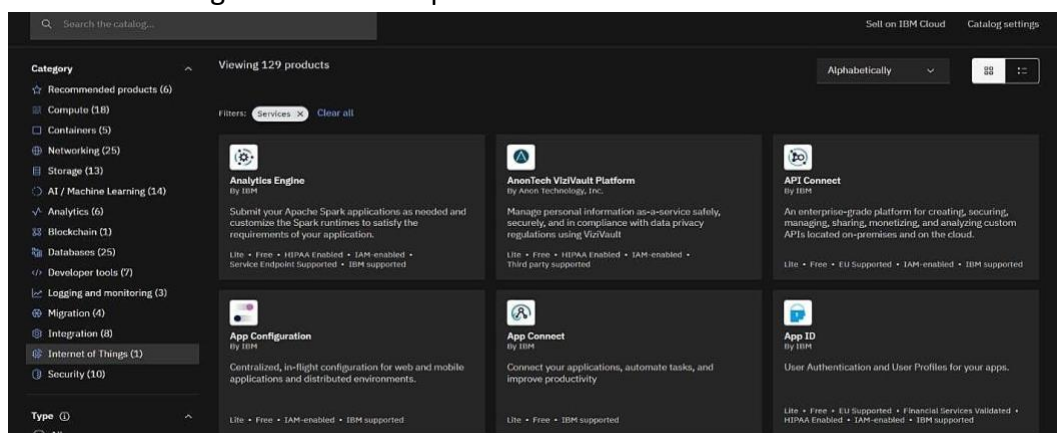 Search the catalog...
Sell on IBM Cloud
Catalog settings
Category
Recommended products (6)
Compute (18)
Containers (5)
Networking (25)
Storage (13)
AI / Machine Learning (14)
Analytics (6)
Blockchain (1)
Databases (25)
Developer tools (7)
Logging and monitoring (3)
Migration (4)
Integration (8)
Internet of Things (1)
Security (10)
Type
Viewing 129 products
Alphabetically
Filters: Services × Clear all
Analytics Engine
By IBM
Submit your Apache Spark applications as needed and
customize the Spark runtimes to satisfy the
requirements of your application.
Lite • Free • HIPAA Enabled • IAM-enabled •
Service Endpoint Supported • IBM supported
AnonTech ViziVault Platform
By Anon Technology, Inc.
Manage personal information as-a-service safely,
securely, and in compliance with data privacy
regulations using ViziVault
Lite • Free • HIPAA Enabled • IAM-enabled •
Third party supported
API Connect
By IBM
An enterprise-grade platform for creating, securing,
managing, sharing, monetizing, and analyzing custom
APIs located on-premises and on the cloud.
Lite • Free • EU Supported • IAM-enabled • IBM supported
App Configuration
By IBM
Centralized, in-flight configuration for web and mobile
applications and distributed environments.
Lite • Free • IAM-enabled • IBM supported
App Connect
By IBM
Connect your applications, automate tasks, and
improve productivity
Lite • Free • IBM supported
App ID
By IBM
User Authentication and User Profiles for your apps.
Lite • Free • EU Supported • Financial Services Validated •
HIPAA Enabled • IAM-enabled • IBM supported